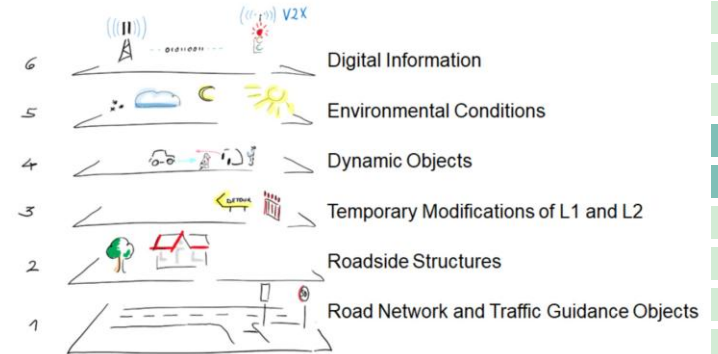 V2X
010110011
6 Digital Information
5 Environmental Conditions
4 Dynamic Objects
DETOUR
3 Temporary Modifications of L1 and L2
2 Roadside Structures
1 Road Network and Traffic Guidance Objects